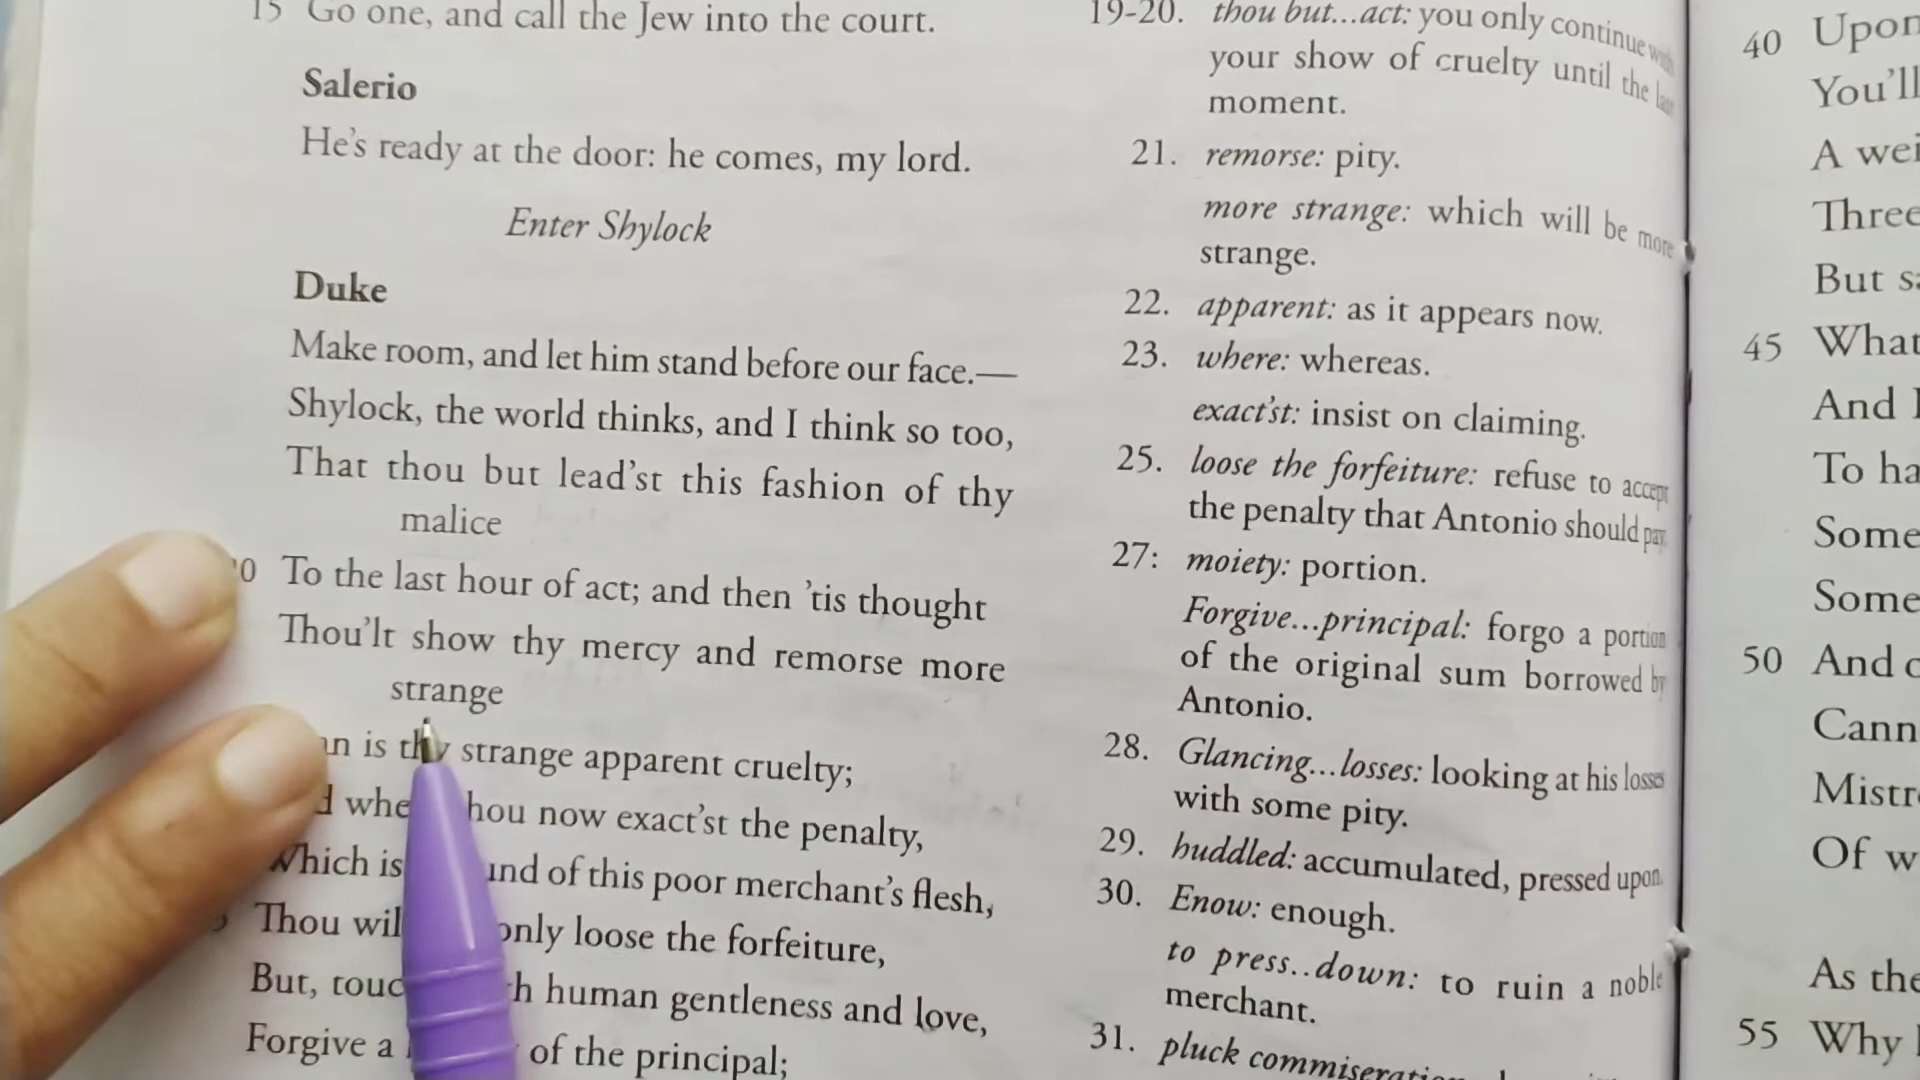 15 Go one, and call the Jew into the court.
Salerio
He's ready at the door: he comes, my lord.
Enter Shylock
Duke
Make room, and let him stand before our face.—
Shylock, the world thinks, and I think so too,
That thou but lead'st this fashion of thy
malice
0 To the last hour of act; and then 'tis thought
Thou'lt show thy mercy and remorse more
strange
is thy strange apparent cruelty;
thou now exact'st the penalty,
Which is of this poor merchant's flesh,
Thou only loose the forfeiture,
But, human gentleness and love,
Forgive a of the principal;
19-20. thou but...act: you only continue with
your show of cruelty until the last
moment.
21. remorse: pity.
more strange: which will be more
strange.
22. apparent: as it appears now.
23. where: whereas.
exact'st: insist on claiming.
25. loose the forfeiture: refuse to accept
the penalty that Antonio should pay.
27: moiety: portion.
Forgive...principal: forgo a portion
of the original sum borrowed by
Antonio.
28. Glancing...losses: looking at his losses
with some pity.
29. huddled: accumulated, pressed upon.
30. Enow: enough.
to press..down: to ruin a noble
merchant.
31. pluck commiseration
40 Upon
You'll
A
Three
But
45 What
And
To
Some
Some
50 And
Of
As the
55 Why